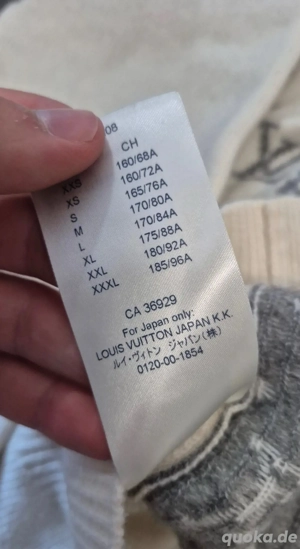 08
CH
XXS 160/68A
XS 160/72A
S 165/76A
M 170/80A
L 170/84A
XL 175/88A
XXL 180/92A
XXXL 185/96A
CA 36929
For Japan only:
LOUIS VUITTON JAPAN K.K.
ルイ・ヴィトン ジャパン(株)
0120-00-1854
quoka.de